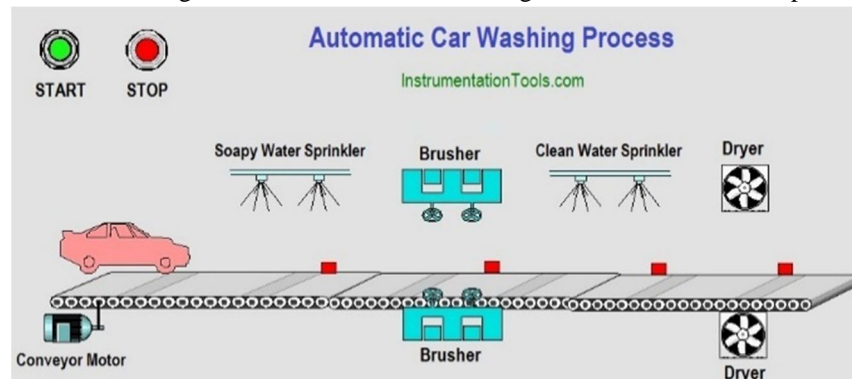 Automatic Car Washing Process
InstrumentationTools.com
START
STOP
Soapy Water Sprinkler
Brusher
Clean Water Sprinkler
Dryer
Conveyor Motor
Brusher
Dryer